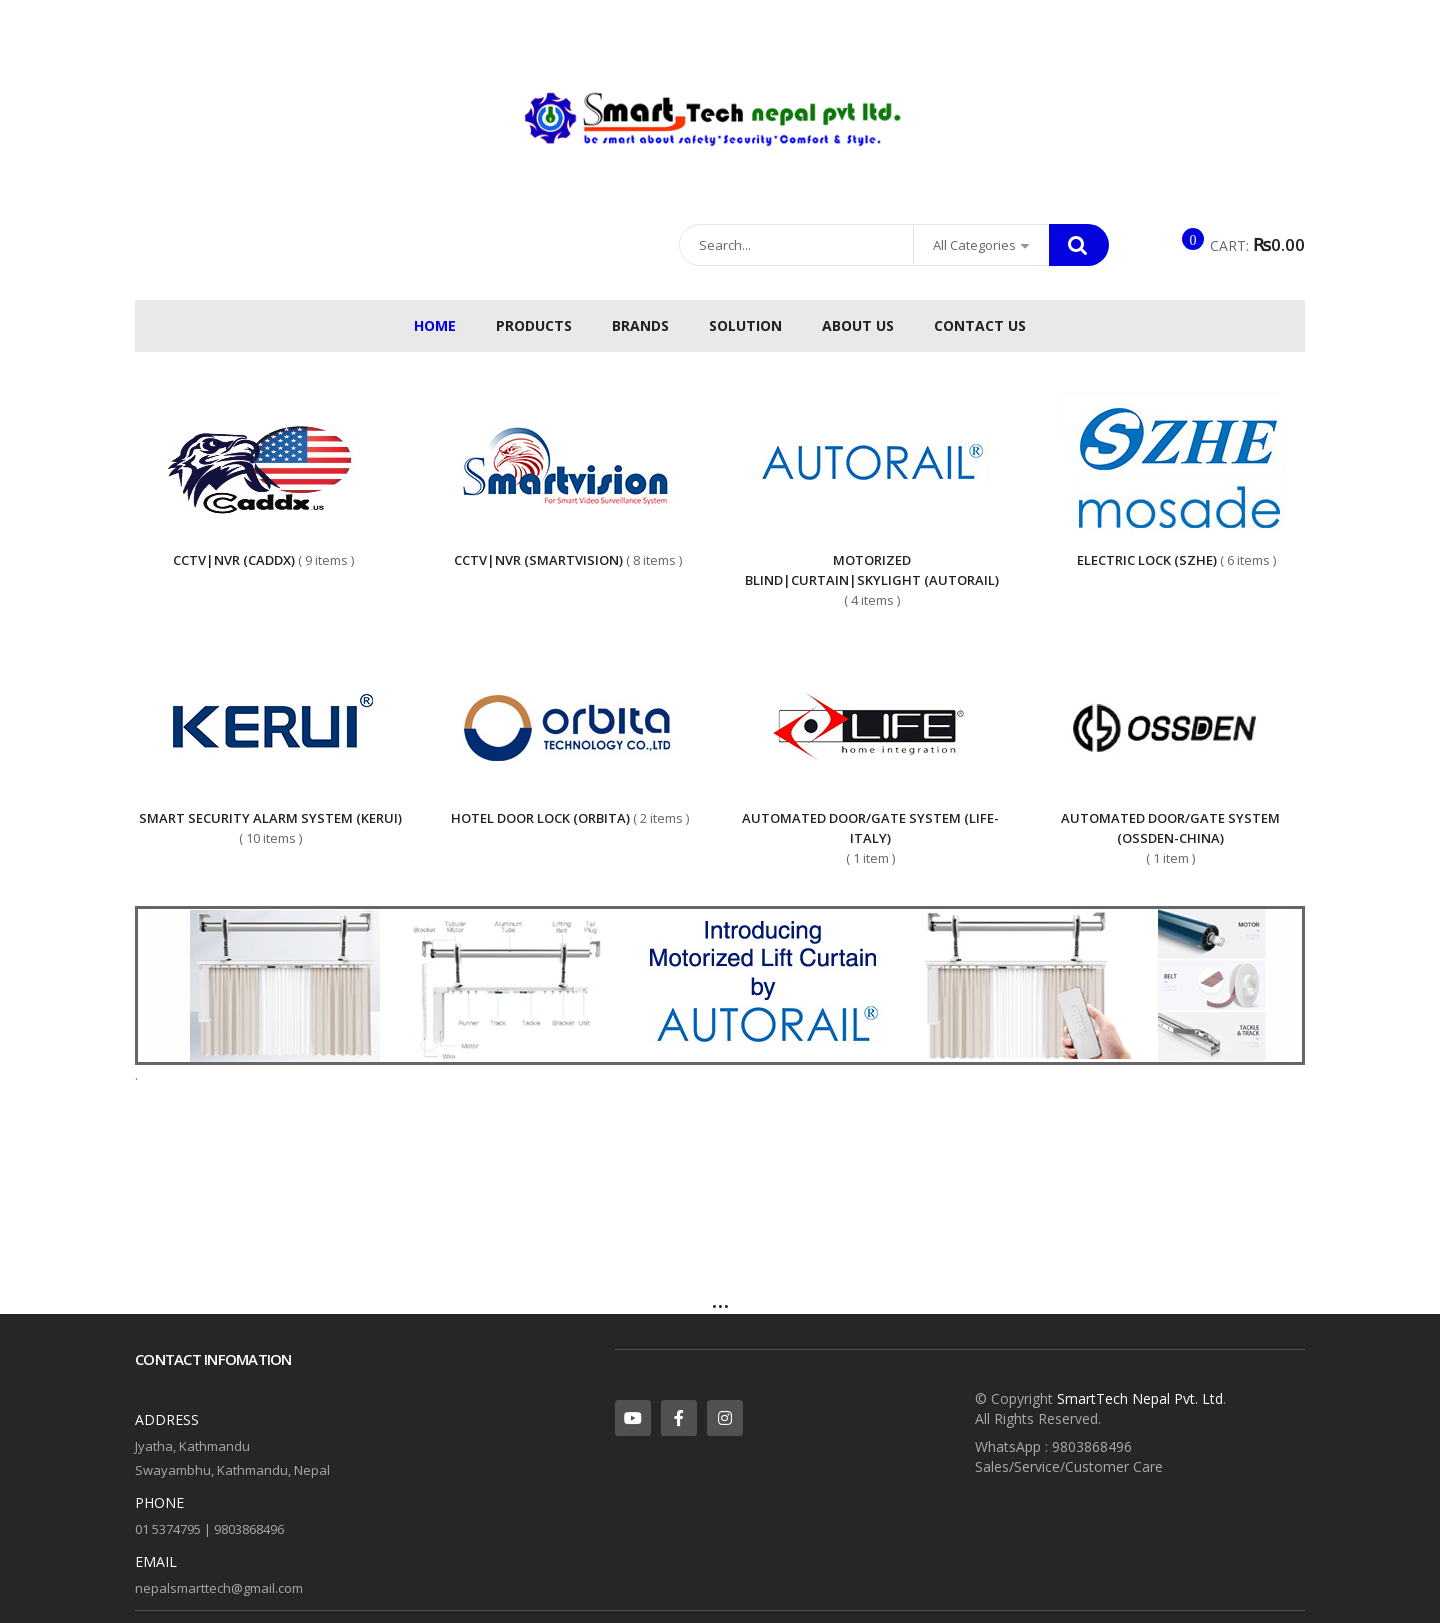 Smart Tech nepal pvt ltd.
be smart about safety*Security*Comfort & Style.
Search...
All Categories
0
CART: ₨0.00
HOME
PRODUCTS
BRANDS
SOLUTION
ABOUT US
CONTACT US
Caddx.us
Smartvision
For Smart Video Surveillance System
AUTORAIL®
SZHE
mosade
CCTV|NVR (CADDX) ( 9 items )
CCTV|NVR (SMARTVISION) ( 8 items )
MOTORIZED
BLIND|CURTAIN|SKYLIGHT (AUTORAIL)
( 4 items )
ELECTRIC LOCK (SZHE) ( 6 items )
KERUI®
orbita
TECHNOLOGY CO.,LTD
LIFE®
home integration
OSSDEN
SMART SECURITY ALARM SYSTEM (KERUI)
( 10 items )
HOTEL DOOR LOCK (ORBITA) ( 2 items )
AUTOMATED DOOR/GATE SYSTEM (LIFE-
ITALY)
( 1 item )
AUTOMATED DOOR/GATE SYSTEM
(OSSDEN-CHINA)
( 1 item )
Bracket
Tubular
Motor
Aluminum
Tube
Lifting
Belt
Tail
Plug
Runner
Track
Tackle
Bracket
Unit
Motor
Wire
Introducing
Motorized Lift Curtain
by
AUTORAIL®
MOTOR
BELT
TACKLE
& TRACK
.
...
CONTACT INFOMATION
ADDRESS
Jyatha, Kathmandu
Swayambhu, Kathmandu, Nepal
PHONE
01 5374795 | 9803868496
EMAIL
nepalsmarttech@gmail.com
© Copyright SmartTech Nepal Pvt. Ltd.
All Rights Reserved.
WhatsApp : 9803868496
Sales/Service/Customer Care